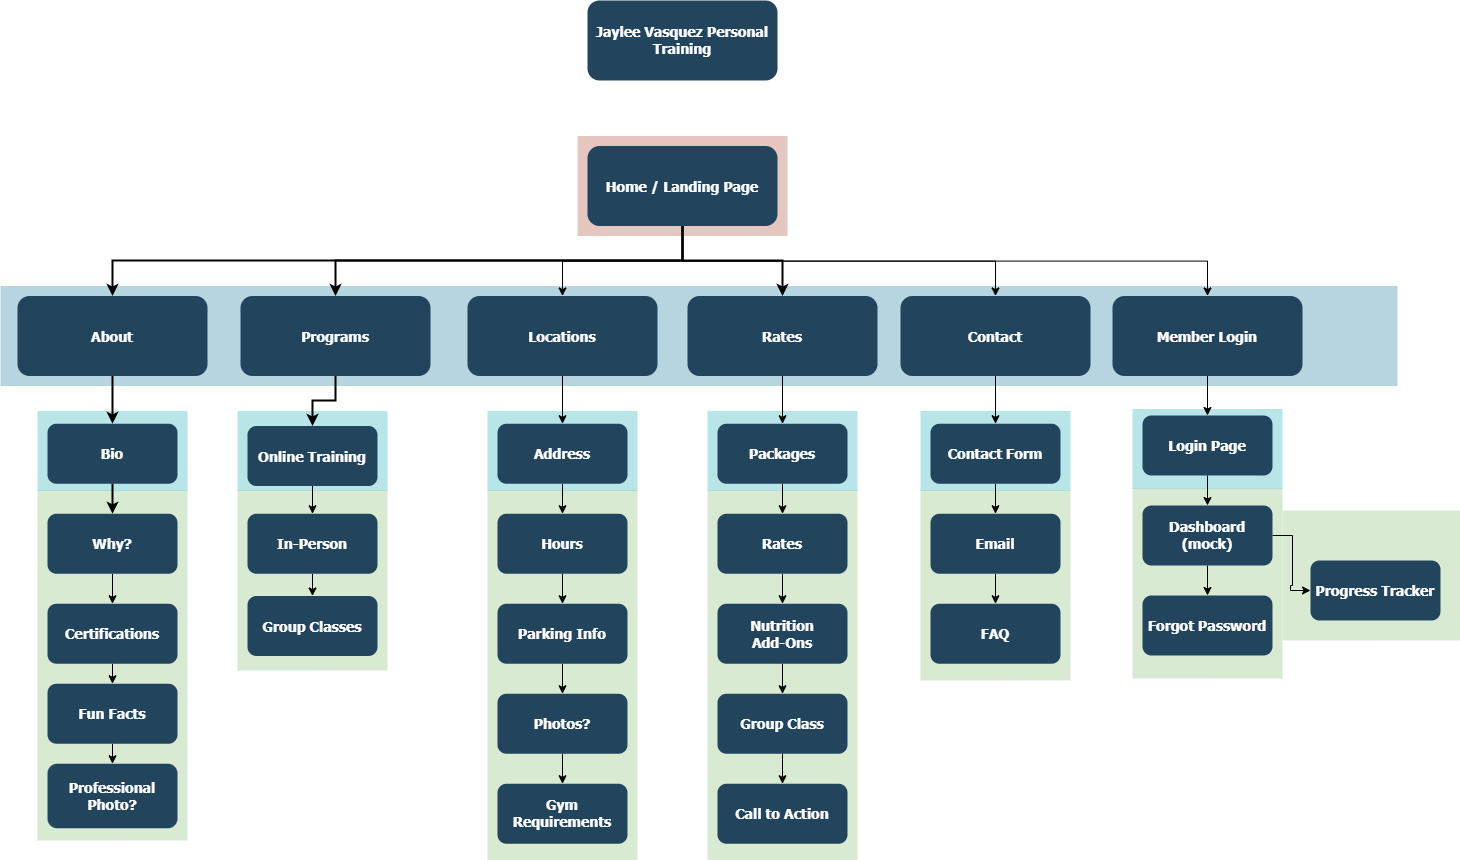 Jaylee Vasquez Personal
Training
Home / Landing Page
About
Programs
Locations
Rates
Contact
Member Login
Bio
Why?
Certifications
Fun Facts
Professional
Photo?
Online Training
In-Person
Group Classes
Address
Hours
Parking Info
Photos?
Gym
Requirements
Packages
Rates
Nutrition
Add-Ons
Group Class
Call to Action
Contact Form
Email
FAQ
Login Page
Dashboard
(mock)
Forgot Password
Progress Tracker